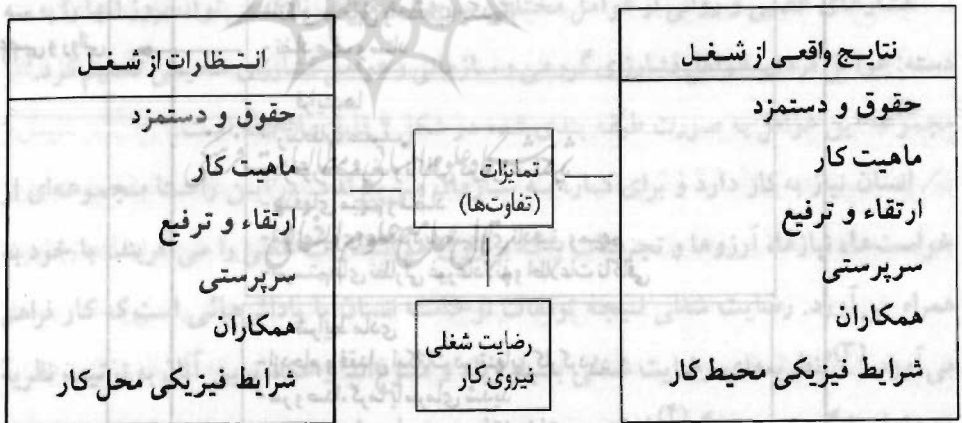 نتایج واقعی از شغل
حقوق و دستمزد
ماهیت کار
ارتقاء و ترفیع
سرپرستی
همکاران
شرایط فیزیکی محیط کار
تمایزات
(تفاوت‌ها)
رضایت شغلی
نیروی کار
انتظارات از شغل
حقوق و دستمزد
ماهیت کار
ارتقاء و ترفیع
سرپرستی
همکاران
شرایط فیزیکی محل کار